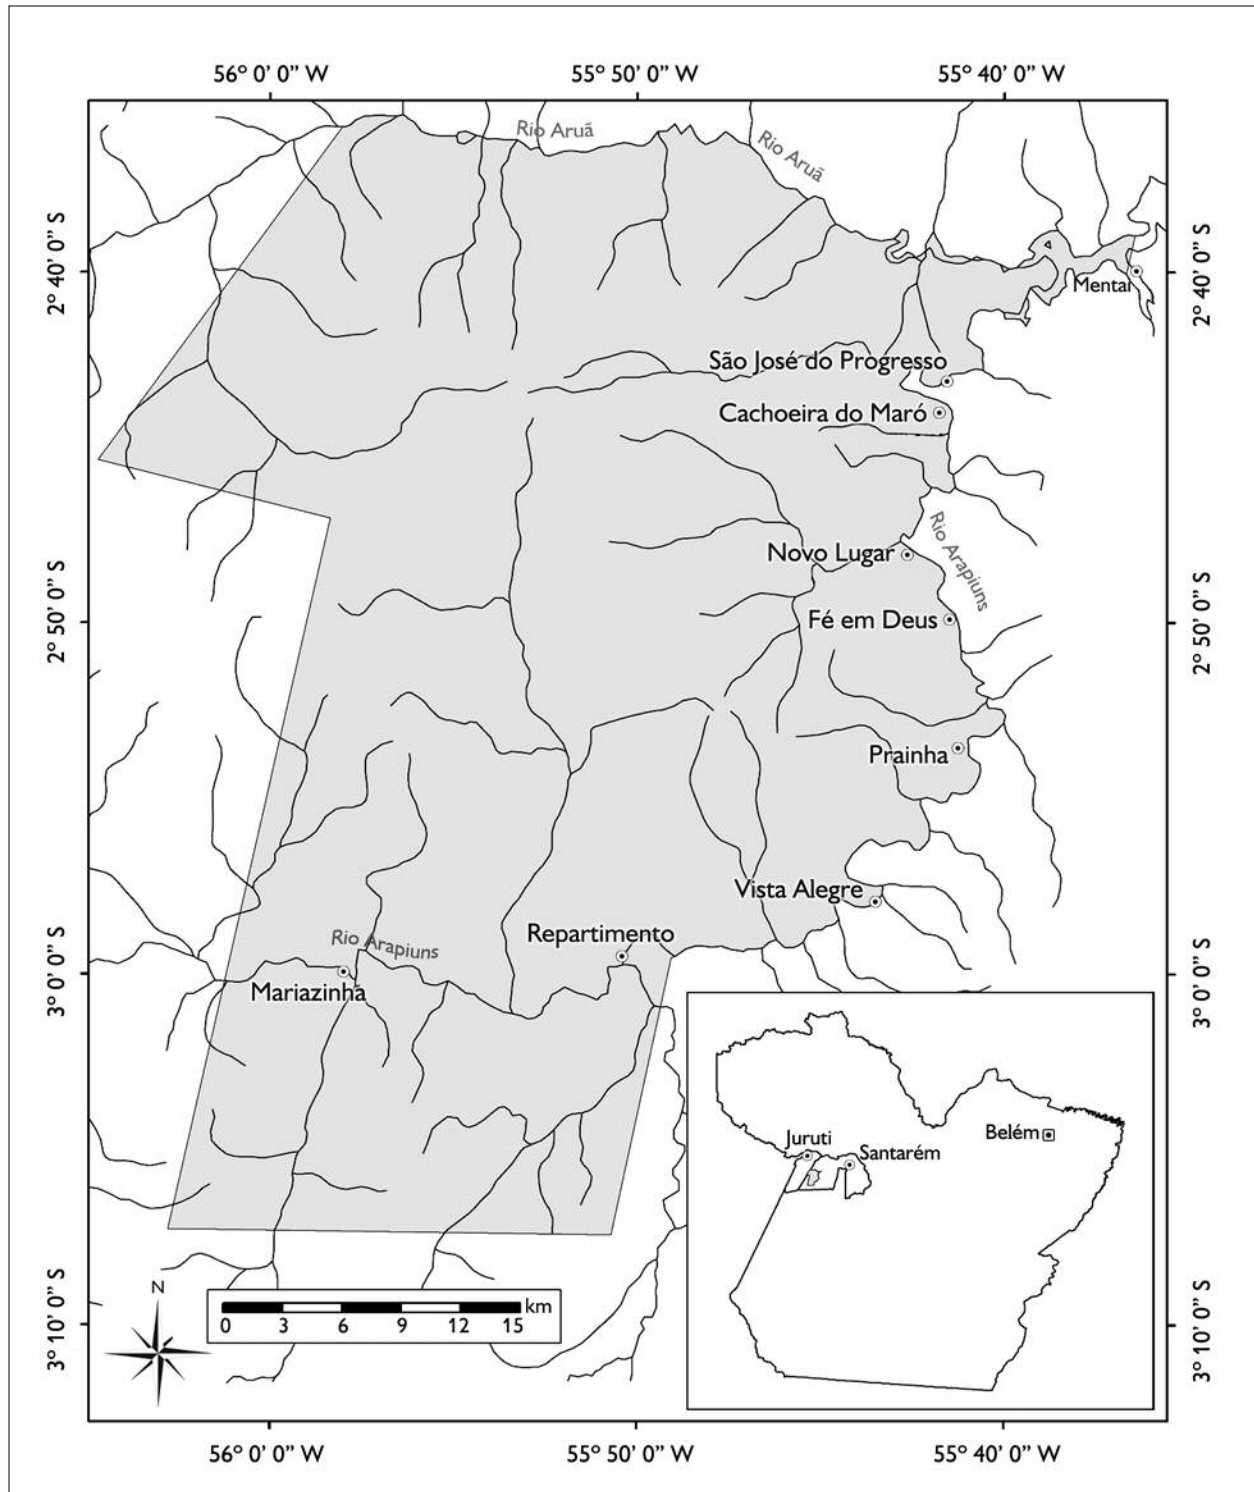 56° 0’ 0” W
55° 50’ 0” W
55° 40’ 0” W
Rio Aruã
Rio Aruã
2° 40’ 0” S
2° 40’ 0” S
Mentai
São José do Progresso
Cachoeira do Maró
Rio Arapiuns
Novo Lugar
Fé em Deus
2° 50’ 0” S
2° 50’ 0” S
Prainha
Vista Alegre
Repartimento
Rio Arapiuns
Mariazinha
3° 0’ 0” S
3° 0’ 0” S
Belém
Juruti
Santarém
N
km
0 3 6 9 12 15
3° 10’ 0” S
3° 10’ 0” S
56° 0’ 0” W
55° 50’ 0” W
55° 40’ 0” W